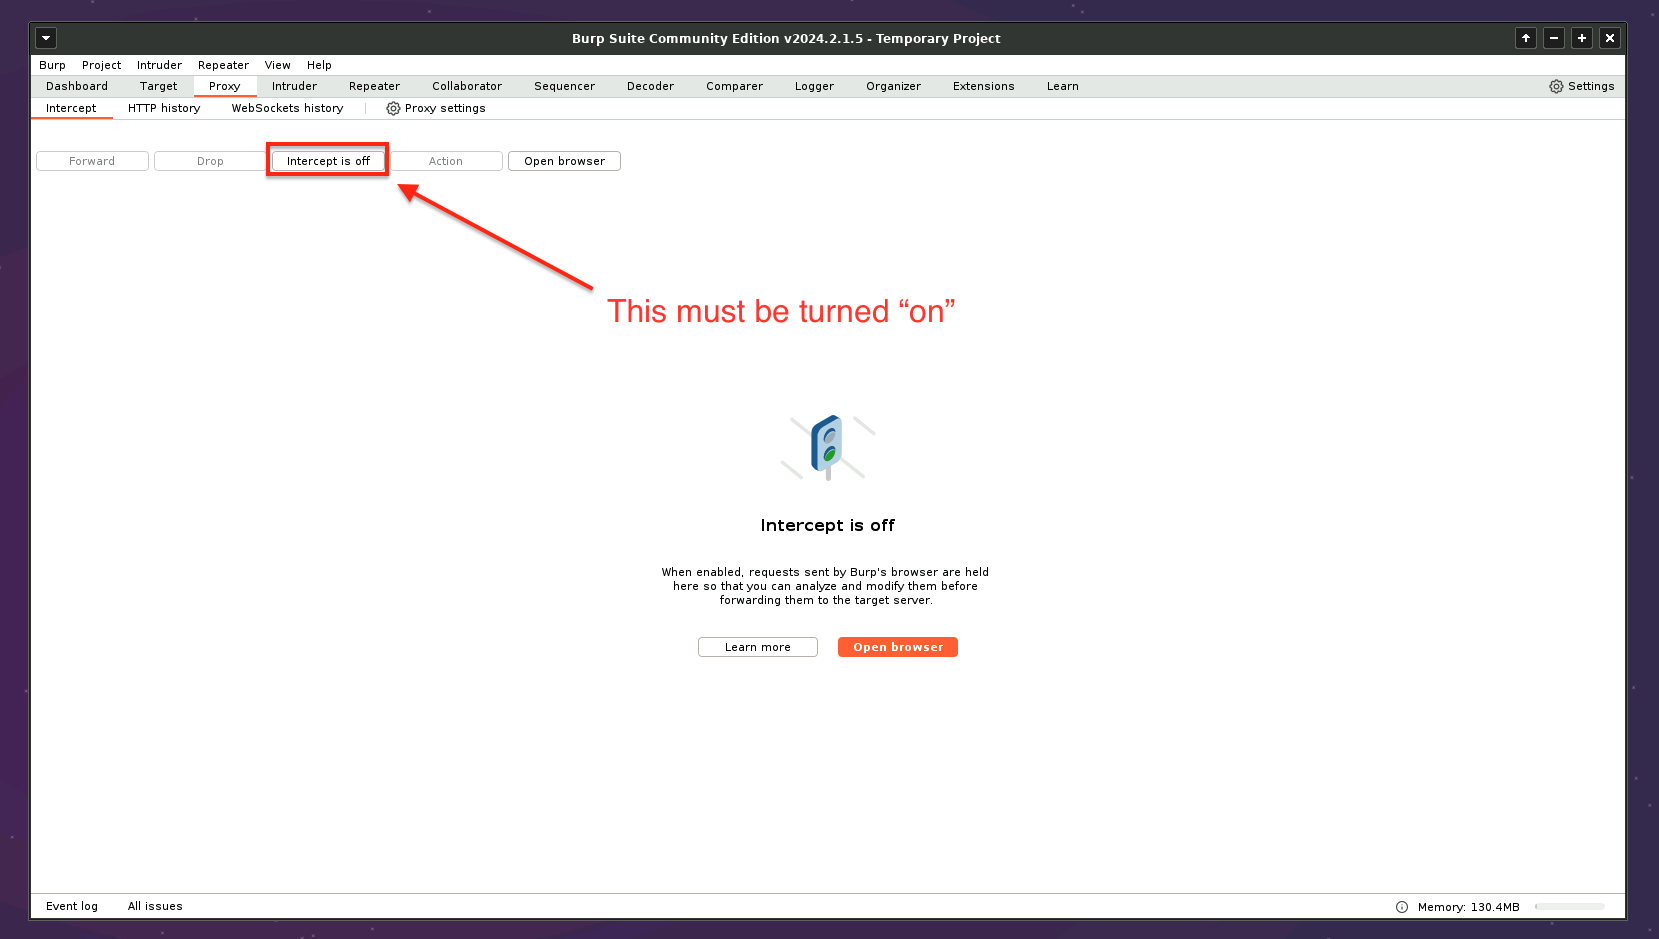 Burp Suite Community Edition v2024.2.1.5 - Temporary Project
Burp Project Intruder Repeater View Help
Dashboard Target Proxy Intruder Repeater Collaborator Sequencer Decoder Comparer Logger Organizer Extensions Learn Settings
Intercept HTTP history WebSockets history Proxy settings
Forward Drop Intercept is off Action Open browser
This must be turned “on”
Intercept is off
When enabled, requests sent by Burp's browser are held
here so that you can analyze and modify them before
forwarding them to the target server.
Learn more Open browser
Event log All issues Memory: 130.4MB